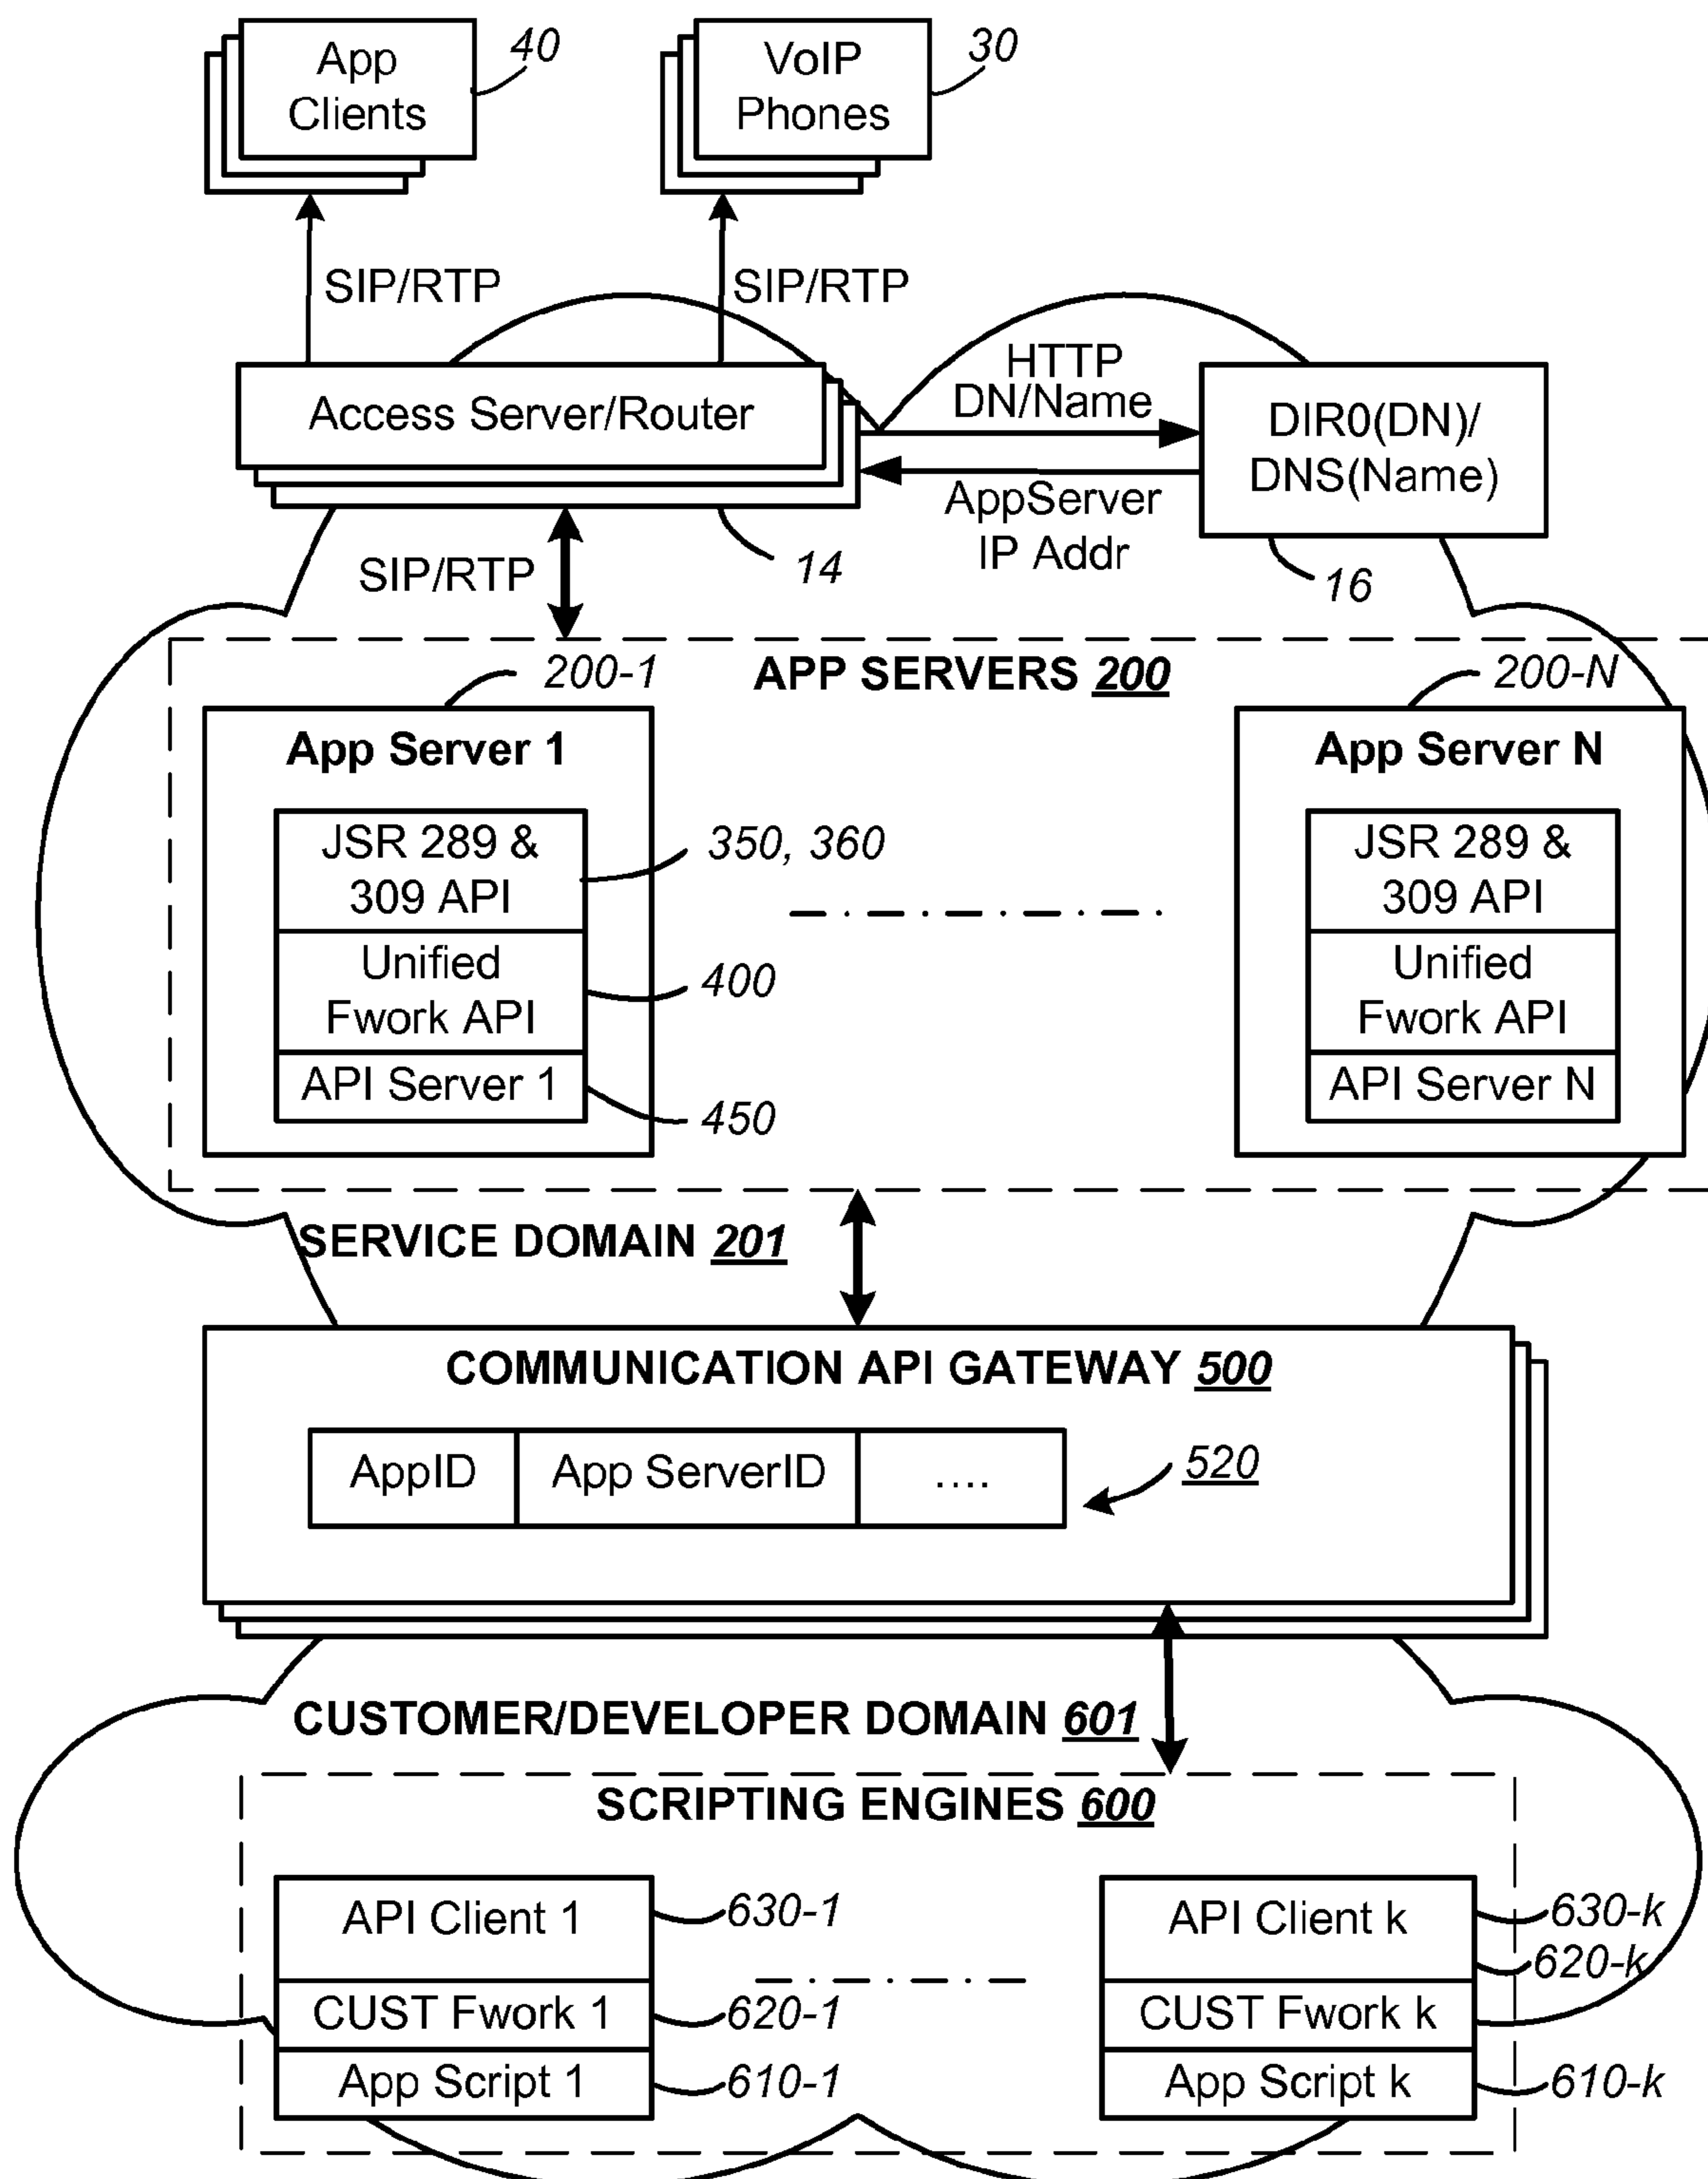 App
Clients
40
VoIP
Phones
30
SIP/RTP
SIP/RTP
Access Server/Router
HTTP
DN/Name
AppServer
IP Addr
DIR0(DN)/
DNS(Name)
SIP/RTP
14
16
APP SERVERS 200
200-1
200-N
App Server 1
JSR 289 &
309 API
350, 360
Unified
Fwork API
400
API Server 1
450
App Server N
JSR 289 &
309 API
Unified
Fwork API
API Server N
SERVICE DOMAIN 201
COMMUNICATION API GATEWAY 500
AppID
App ServerID
....
520
CUSTOMER/DEVELOPER DOMAIN 601
SCRIPTING ENGINES 600
API Client 1
630-1
CUST Fwork 1
620-1
App Script 1
610-1
API Client k
630-k
620-k
CUST Fwork k
App Script k
610-k